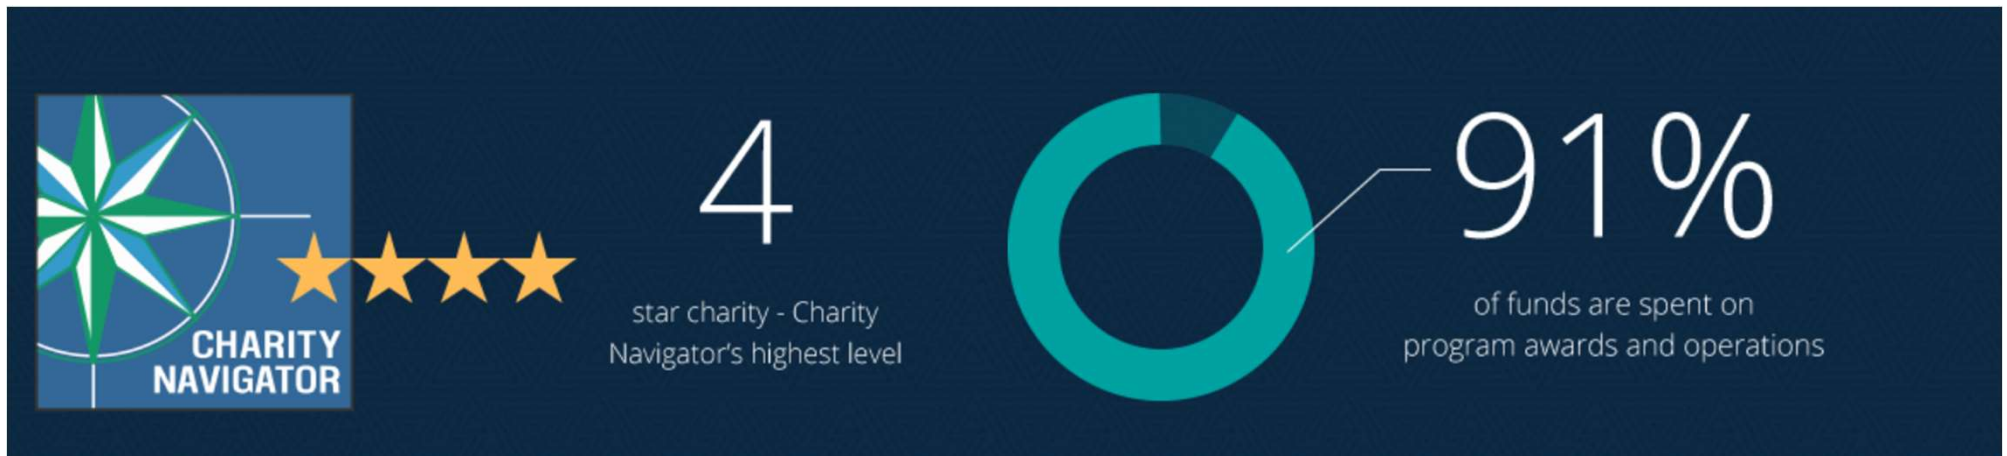 CHARITY
NAVIGATOR
4
star charity - Charity
Navigator's highest level
91%
of funds are spent on
program awards and operations